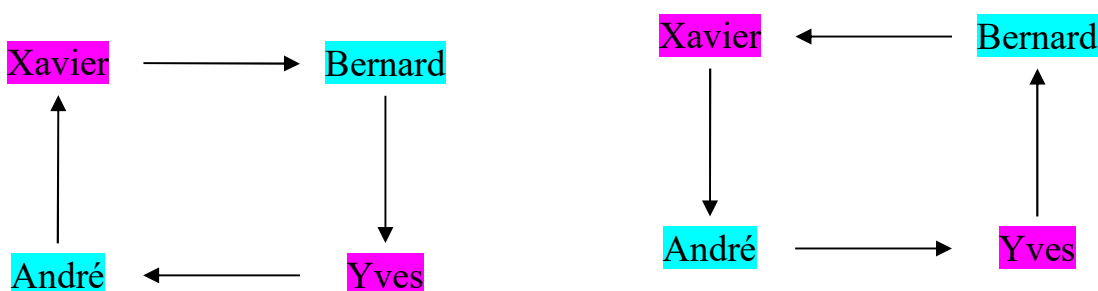 Xavier
Bernard
André
Yves
Xavier
Bernard
André
Yves